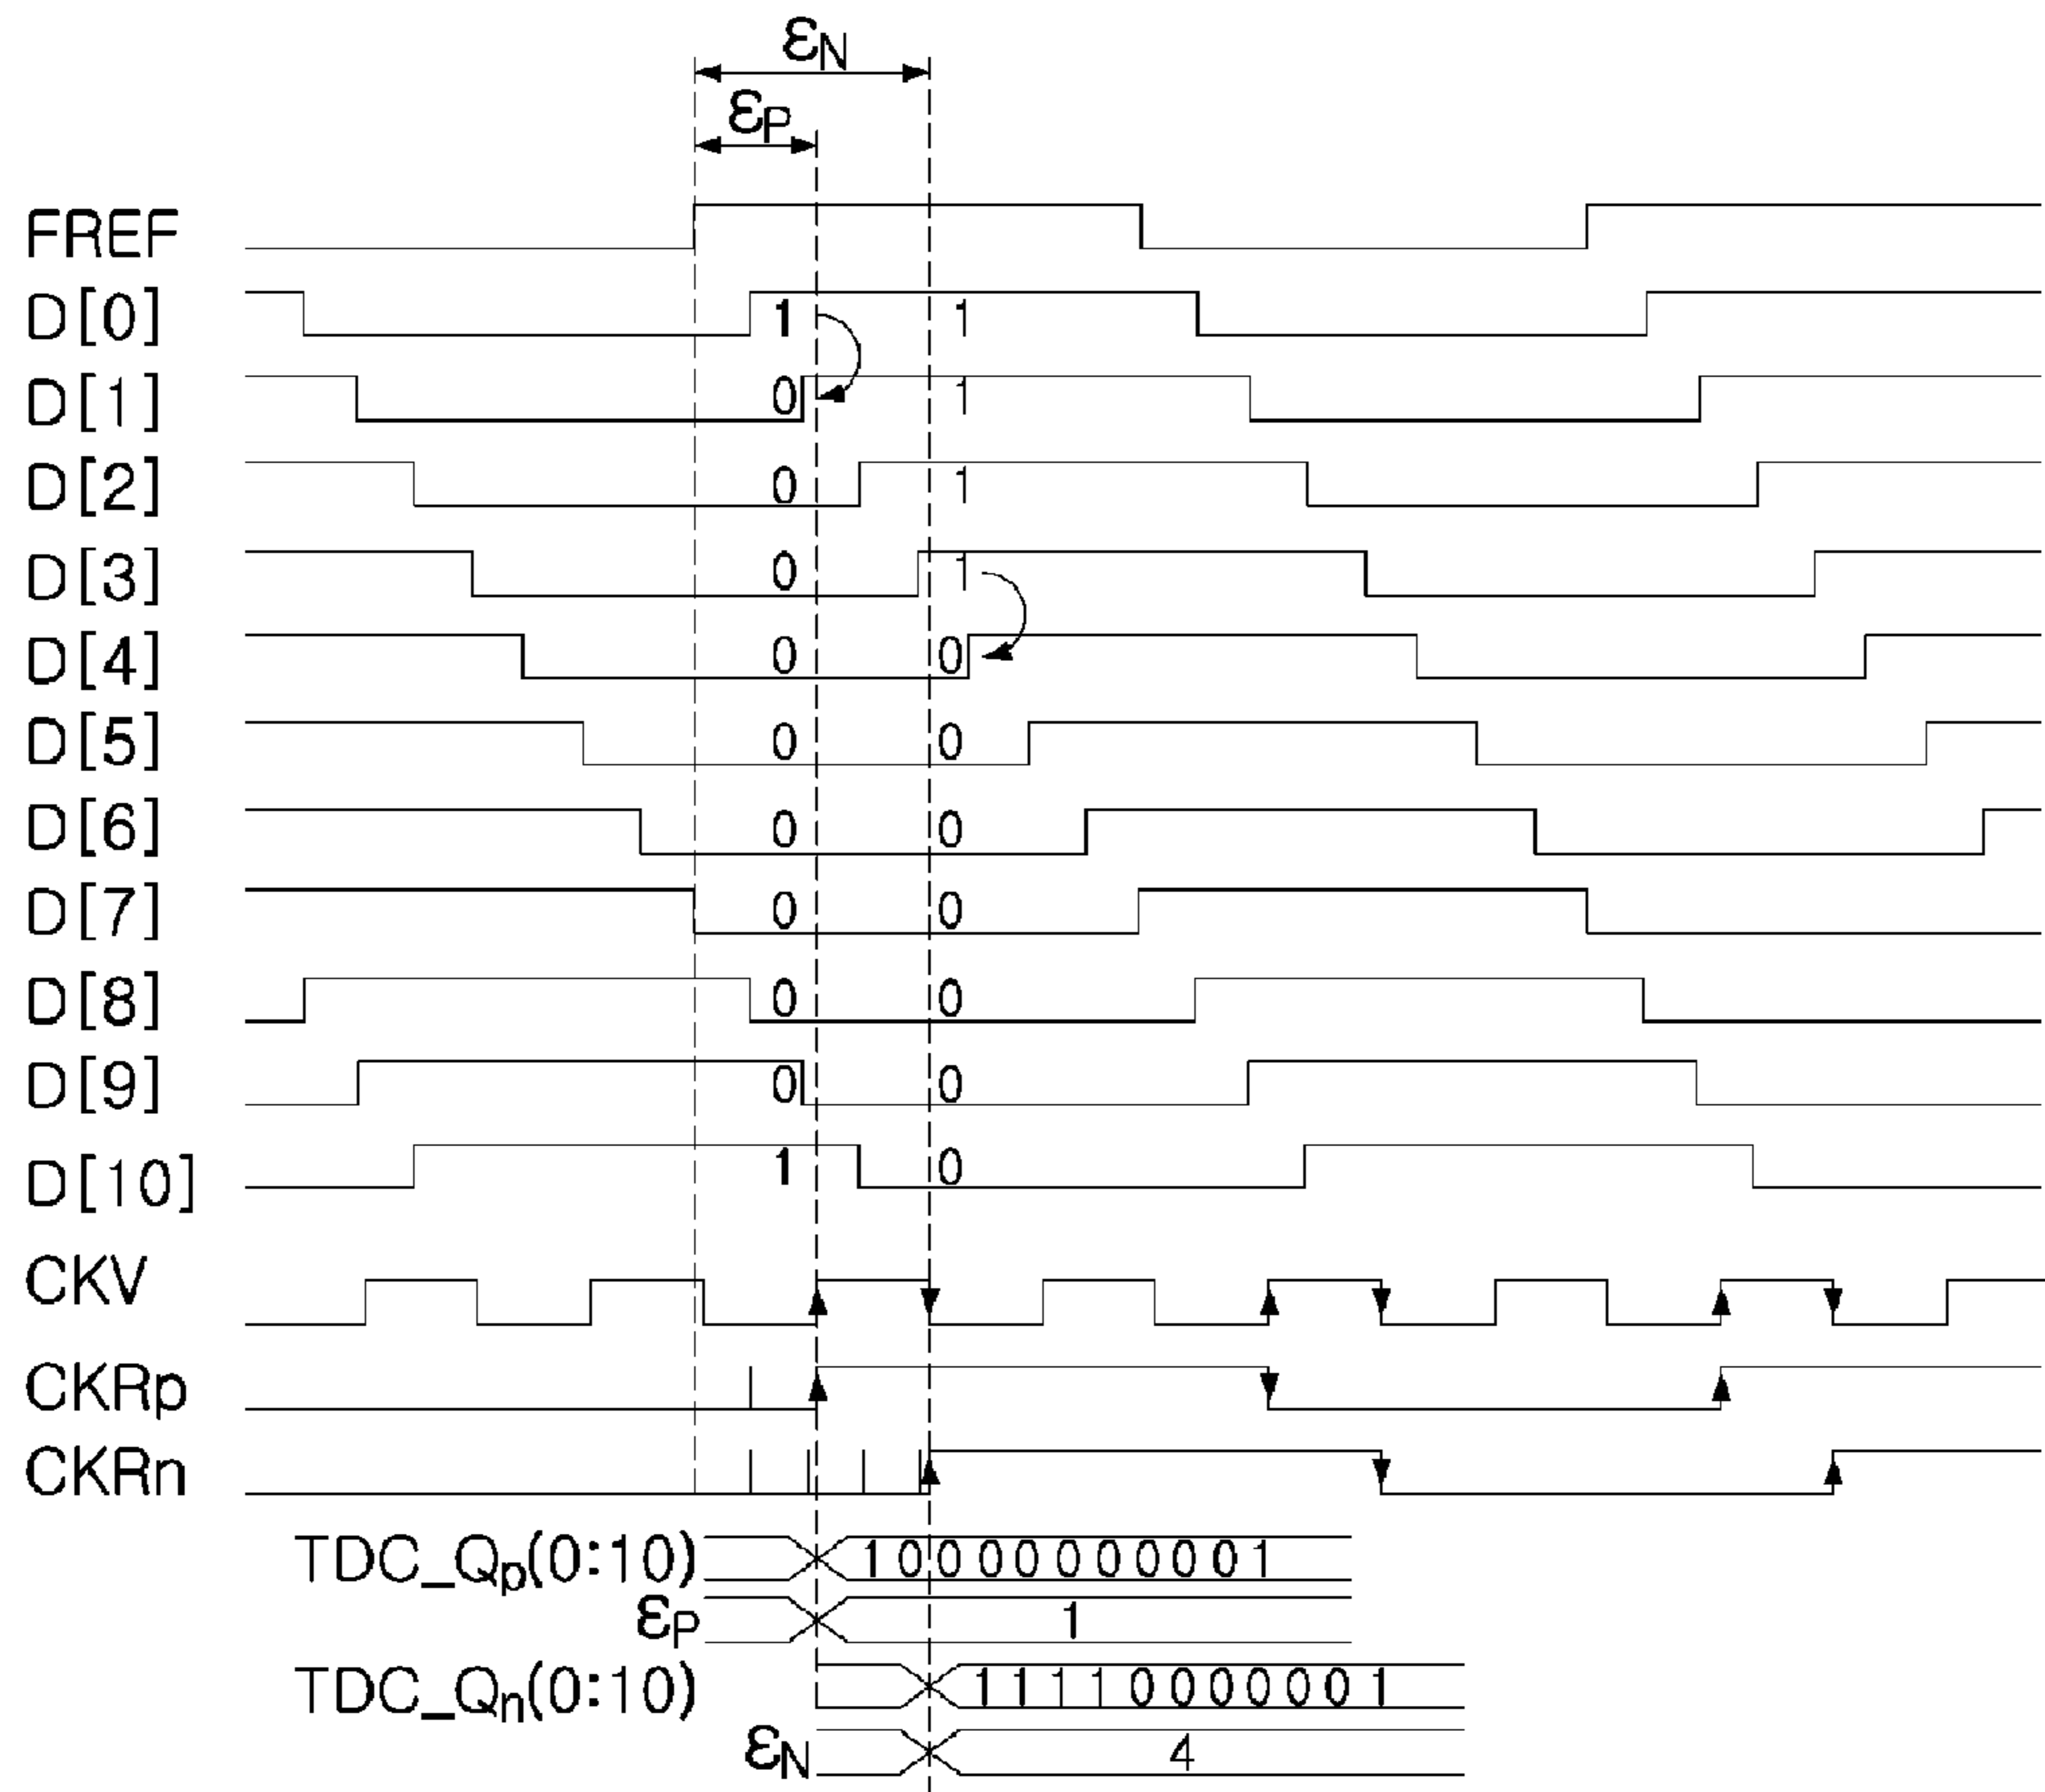 εN
εP
FREF
D[0] 1 1
D[1] 0 1
D[2] 0 1
D[3] 0 1
D[4] 0 0
D[5] 0 0
D[6] 0 0
D[7] 0 0
D[8] 0 0
D[9] 0 0
D[10] 1 0
CKV
CKRp
CKRn
TDC_Qp(0:10) 1 0 0 0 0 0 0 0 0 0 1
εP 1
TDC_Qn(0:10) 1 1 1 1 0 0 0 0 0 0 1
εN 4